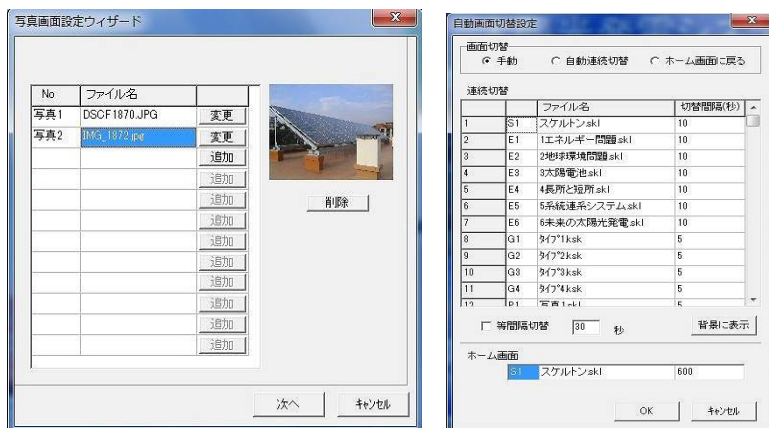 写真画面設定ウィザード
No ファイル名
写真1 DSCF1870.JPG 変更
写真2 IMG_1872.jpg 変更
追加
追加
追加
追加
追加
追加
追加
追加
追加
追加
削除
次へ キャンセル
自動画面切替設定
画面切替
手動 自動連続切替 ホーム画面に戻る
連続切替
ファイル名 切替間隔(秒)
1 S1 スケルトン.skl 10
2 E1 1エネルギー問題.skl 10
3 E2 2地球環境問題.skl 10
4 E3 3太陽電池.skl 10
5 E4 4長所と短所.skl 10
6 E5 5系統連系システム.skl 10
7 E6 6未来の太陽光発電.skl 10
8 G1 タイプ1.ksk 5
9 G2 タイプ2.ksk 5
10 G3 タイプ3.ksk 5
11 G4 タイプ4.ksk 5
12 P1 写真1.skl 5
等間隔切替 30 秒 背景に表示
ホーム画面
S1 スケルトン.skl 600
OK キャンセル